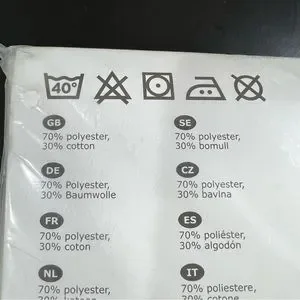 40°
GB
70% polyester,
30% cotton
SE
70% polyester,
30% bomull
DE
70% Polyester,
30% Baumwolle
CZ
70% polyester,
30% bavlna
FR
70% polyester,
30% coton
ES
70% poliéster,
30% algodón
NL
70% polyester,
IT
70% poliestere,
30% cotone